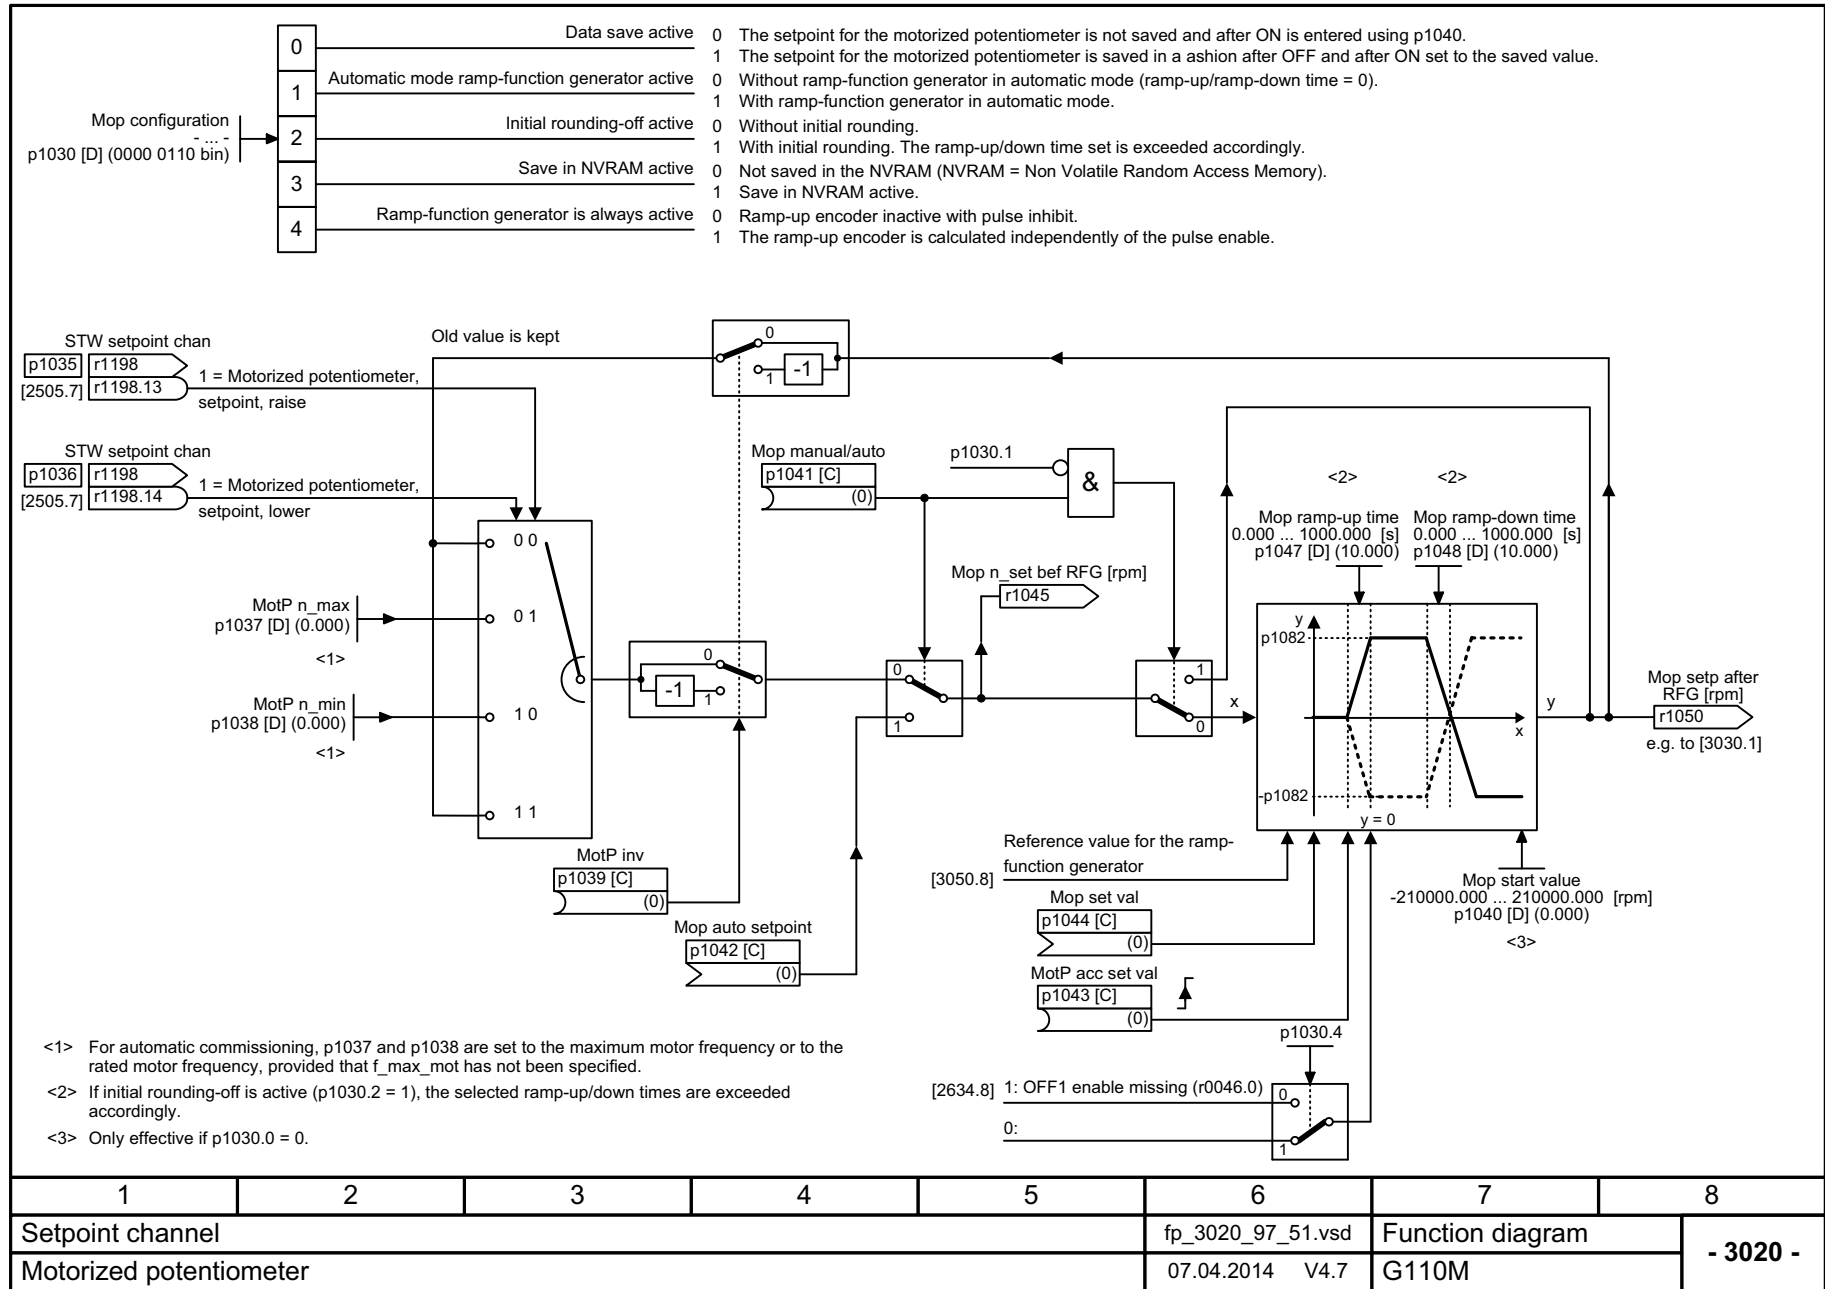 0
Data save active
0 The setpoint for the motorized potentiometer is not saved and after ON is entered using p1040.
1 The setpoint for the motorized potentiometer is saved in a ashion after OFF and after ON set to the saved value.
1
Automatic mode ramp-function generator active
0 Without ramp-function generator in automatic mode (ramp-up/ramp-down time = 0).
1 With ramp-function generator in automatic mode.
Mop configuration
- ... -
p1030 [D] (0000 0110 bin)
2
Initial rounding-off active
0 Without initial rounding.
1 With initial rounding. The ramp-up/down time set is exceeded accordingly.
3
Save in NVRAM active
0 Not saved in the NVRAM (NVRAM = Non Volatile Random Access Memory).
1 Save in NVRAM active.
4
Ramp-function generator is always active
0 Ramp-up encoder inactive with pulse inhibit.
1 The ramp-up encoder is calculated independently of the pulse enable.
STW setpoint chan
p1035 r1198
[2505.7] r1198.13
1 = Motorized potentiometer,
setpoint, raise
Old value is kept
0
1
-1
STW setpoint chan
p1036 r1198
[2505.7] r1198.14
1 = Motorized potentiometer,
setpoint, lower
Mop manual/auto
p1041 [C]
(0)
p1030.1
&
<2>
<2>
Mop ramp-up time
0.000 ... 1000.000 [s]
p1047 [D] (10.000)
Mop ramp-down time
0.000 ... 1000.000 [s]
p1048 [D] (10.000)
0 0
0 1
1 0
1 1
MotP n_max
p1037 [D] (0.000)
<1>
MotP n_min
p1038 [D] (0.000)
<1>
0
-1
1
0
1
Mop n_set bef RFG [rpm]
r1045
1
0
x
y
p1082
-p1082
x
y = 0
y
Mop setp after
RFG [rpm]
r1050
e.g. to [3030.1]
MotP inv
p1039 [C]
(0)
Mop auto setpoint
p1042 [C]
(0)
Reference value for the ramp-
function generator
[3050.8]
Mop set val
p1044 [C]
(0)
MotP acc set val
p1043 [C]
(0)
Mop start value
-210000.000 ... 210000.000 [rpm]
p1040 [D] (0.000)
<3>
p1030.4
[2634.8] 1: OFF1 enable missing (r0046.0)
0:
0
1
<1> For automatic commissioning, p1037 and p1038 are set to the maximum motor frequency or to the
rated motor frequency, provided that f_max_mot has not been specified.
<2> If initial rounding-off is active (p1030.2 = 1), the selected ramp-up/down times are exceeded
accordingly.
<3> Only effective if p1030.0 = 0.
1 2 3 4 5 6 7 8
Setpoint channel
fp_3020_97_51.vsd
Function diagram
- 3020 -
Motorized potentiometer
07.04.2014 V4.7
G110M